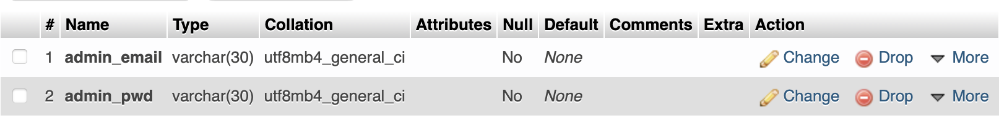 # Name Type Collation Attributes Null Default Comments Extra Action
1 admin_email varchar(30) utf8mb4_general_ci No None Change Drop More
2 admin_pwd varchar(30) utf8mb4_general_ci No None Change Drop More